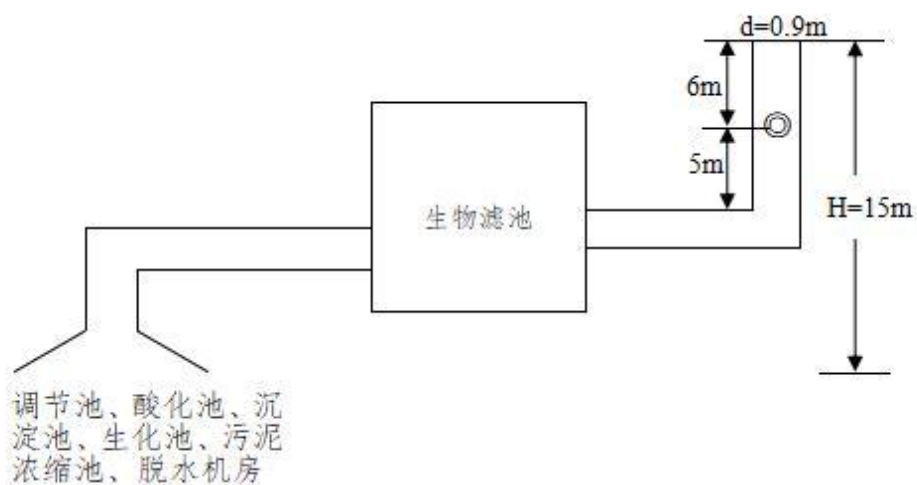 d=0.9m
6m
5m
H=15m
生物滤池
调节池、酸化池、沉
淀池、生化池、污泥
浓缩池、脱水机房